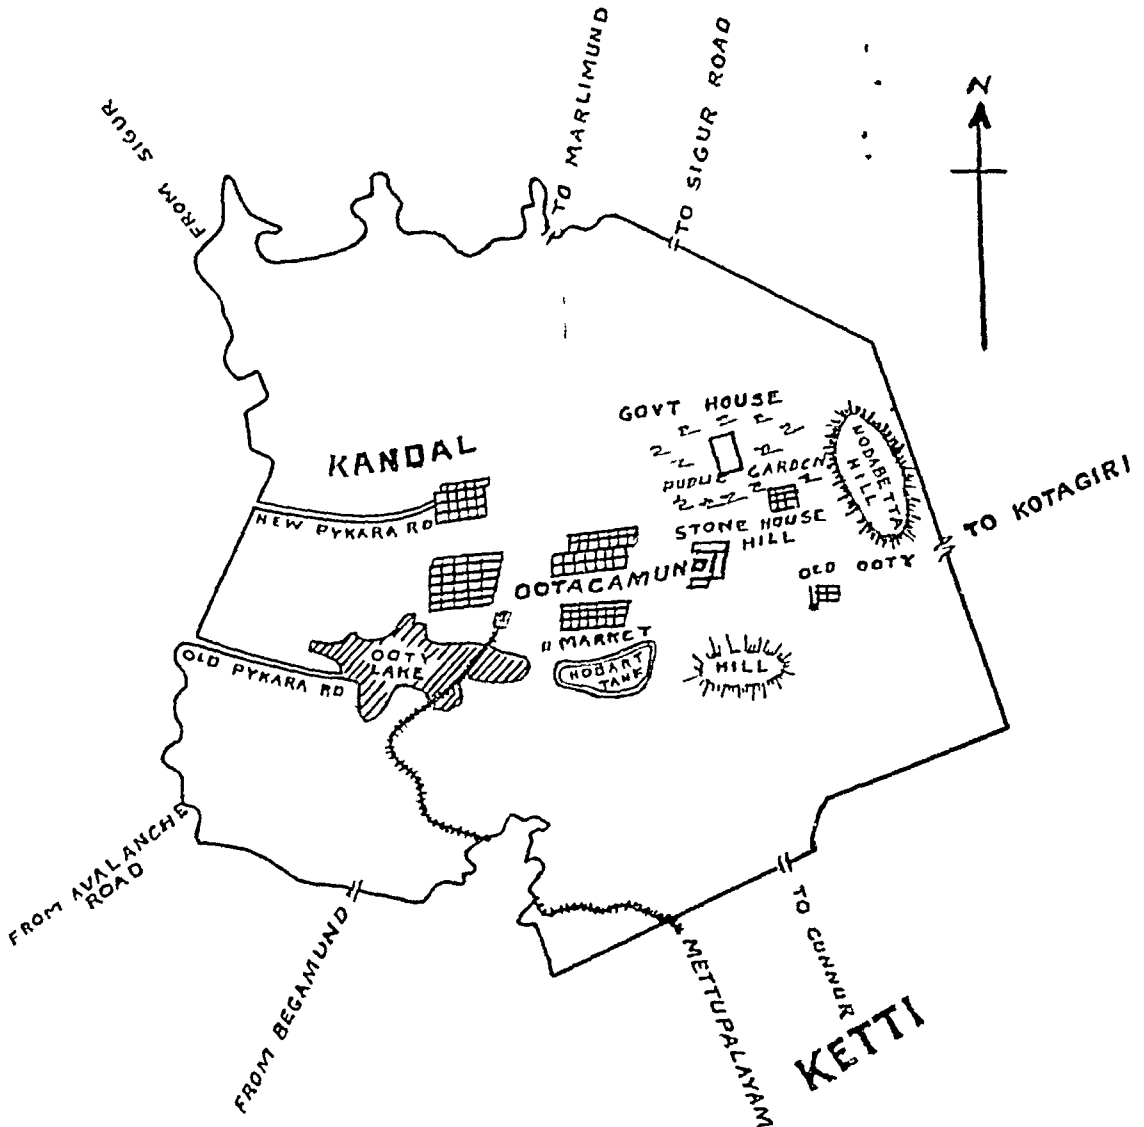 TO MARLIMUND
TO SIGUR ROAD
N
FROM SIGUR
GOVT HOUSE
KANDAL
PUBLIC GARDEN
NODABETTA
HILL
TO KOTAGIRI
NEW PYKARA RD
STONE HOUSE
HILL
OOTACAMUND
OLD OOTY
MARKET
OLD PYKARA RD
OOTY
LAKE
HOBART
TANK
HILL
FROM AVALANCHE
ROAD
FROM BEGAMUND
METTUPALAYAM
TO CUNNUR
KETTI